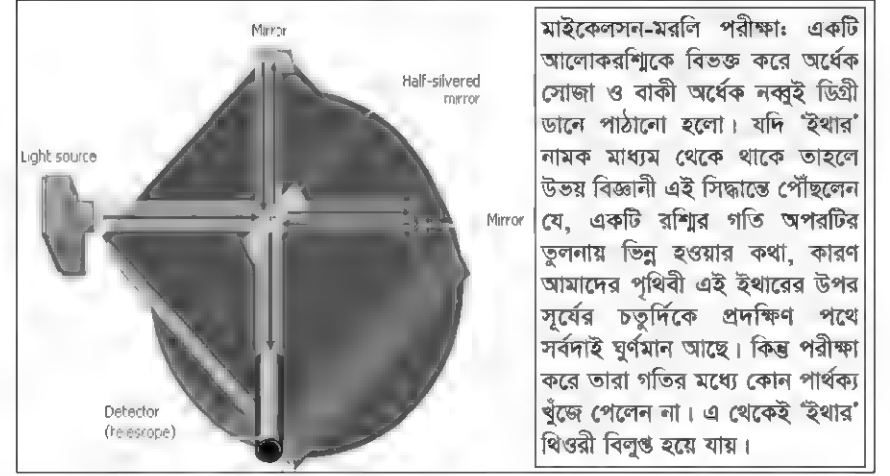 Mirror
Half-silvered
mirror
Light source
Mirror
Detector
(telescope)
মাইকেলসন-মরলি পরীক্ষাঃ একটি
আলোকরশ্মিকে বিভক্ত করে অর্ধেক
সোজা ও বাকী অর্ধেক নব্বুই ডিগ্রী
ডানে পাঠানো হলো। যদি ‘ইথার’
নামক মাধ্যম থেকে থাকে তাহলে
উভয় বিজ্ঞানী এই সিদ্ধান্তে পৌঁছলেন
যে, একটি রশ্মির গতি অপরটির
তুলনায় ভিন্ন হওয়ার কথা, কারণ
আমাদের পৃথিবী এই ইথারের উপর
সূর্যের চতুর্দিকে প্রদক্ষিণ পথে
সর্বদাই ঘুর্ণমান আছে। কিন্তু পরীক্ষা
করে তারা গতির মধ্যে কোন পার্থক্য
খুঁজে পেলেন না। এ থেকেই ‘ইথার’
থিওরী বিলুপ্ত হয়ে যায়।